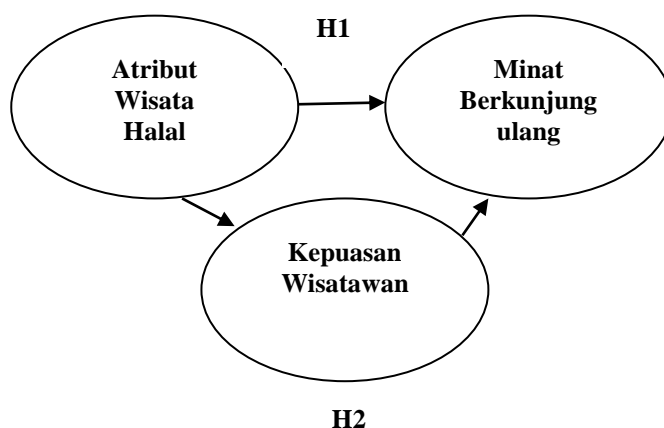 H1
Atribut
Wisata
Halal
Minat
Berkunjung
ulang
Kepuasan
Wisatawan
H2